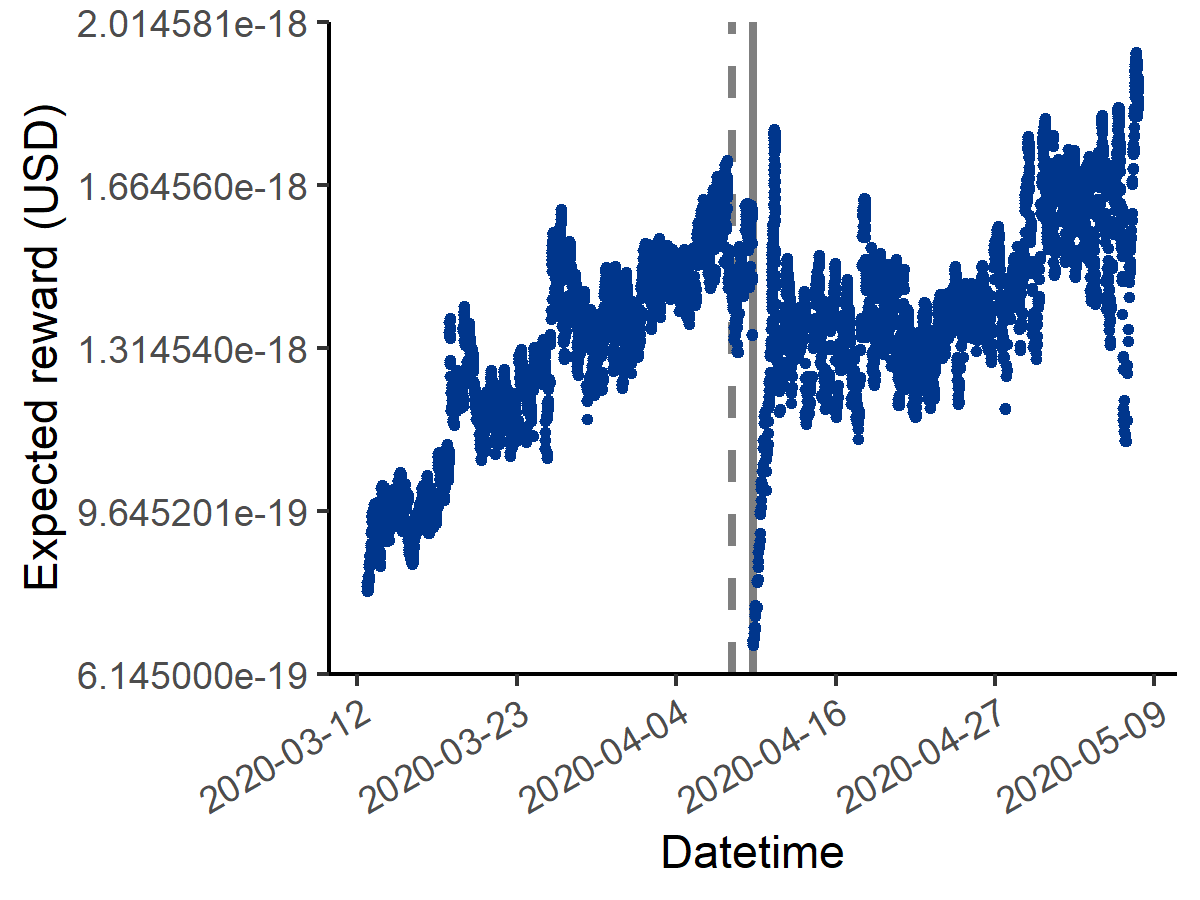 Expected reward (USD)
2.014581e-18
1.664560e-18
1.314540e-18
9.645201e-19
6.145000e-19
2020-03-12
2020-03-23
2020-04-04
2020-04-16
2020-04-27
2020-05-09
Datetime